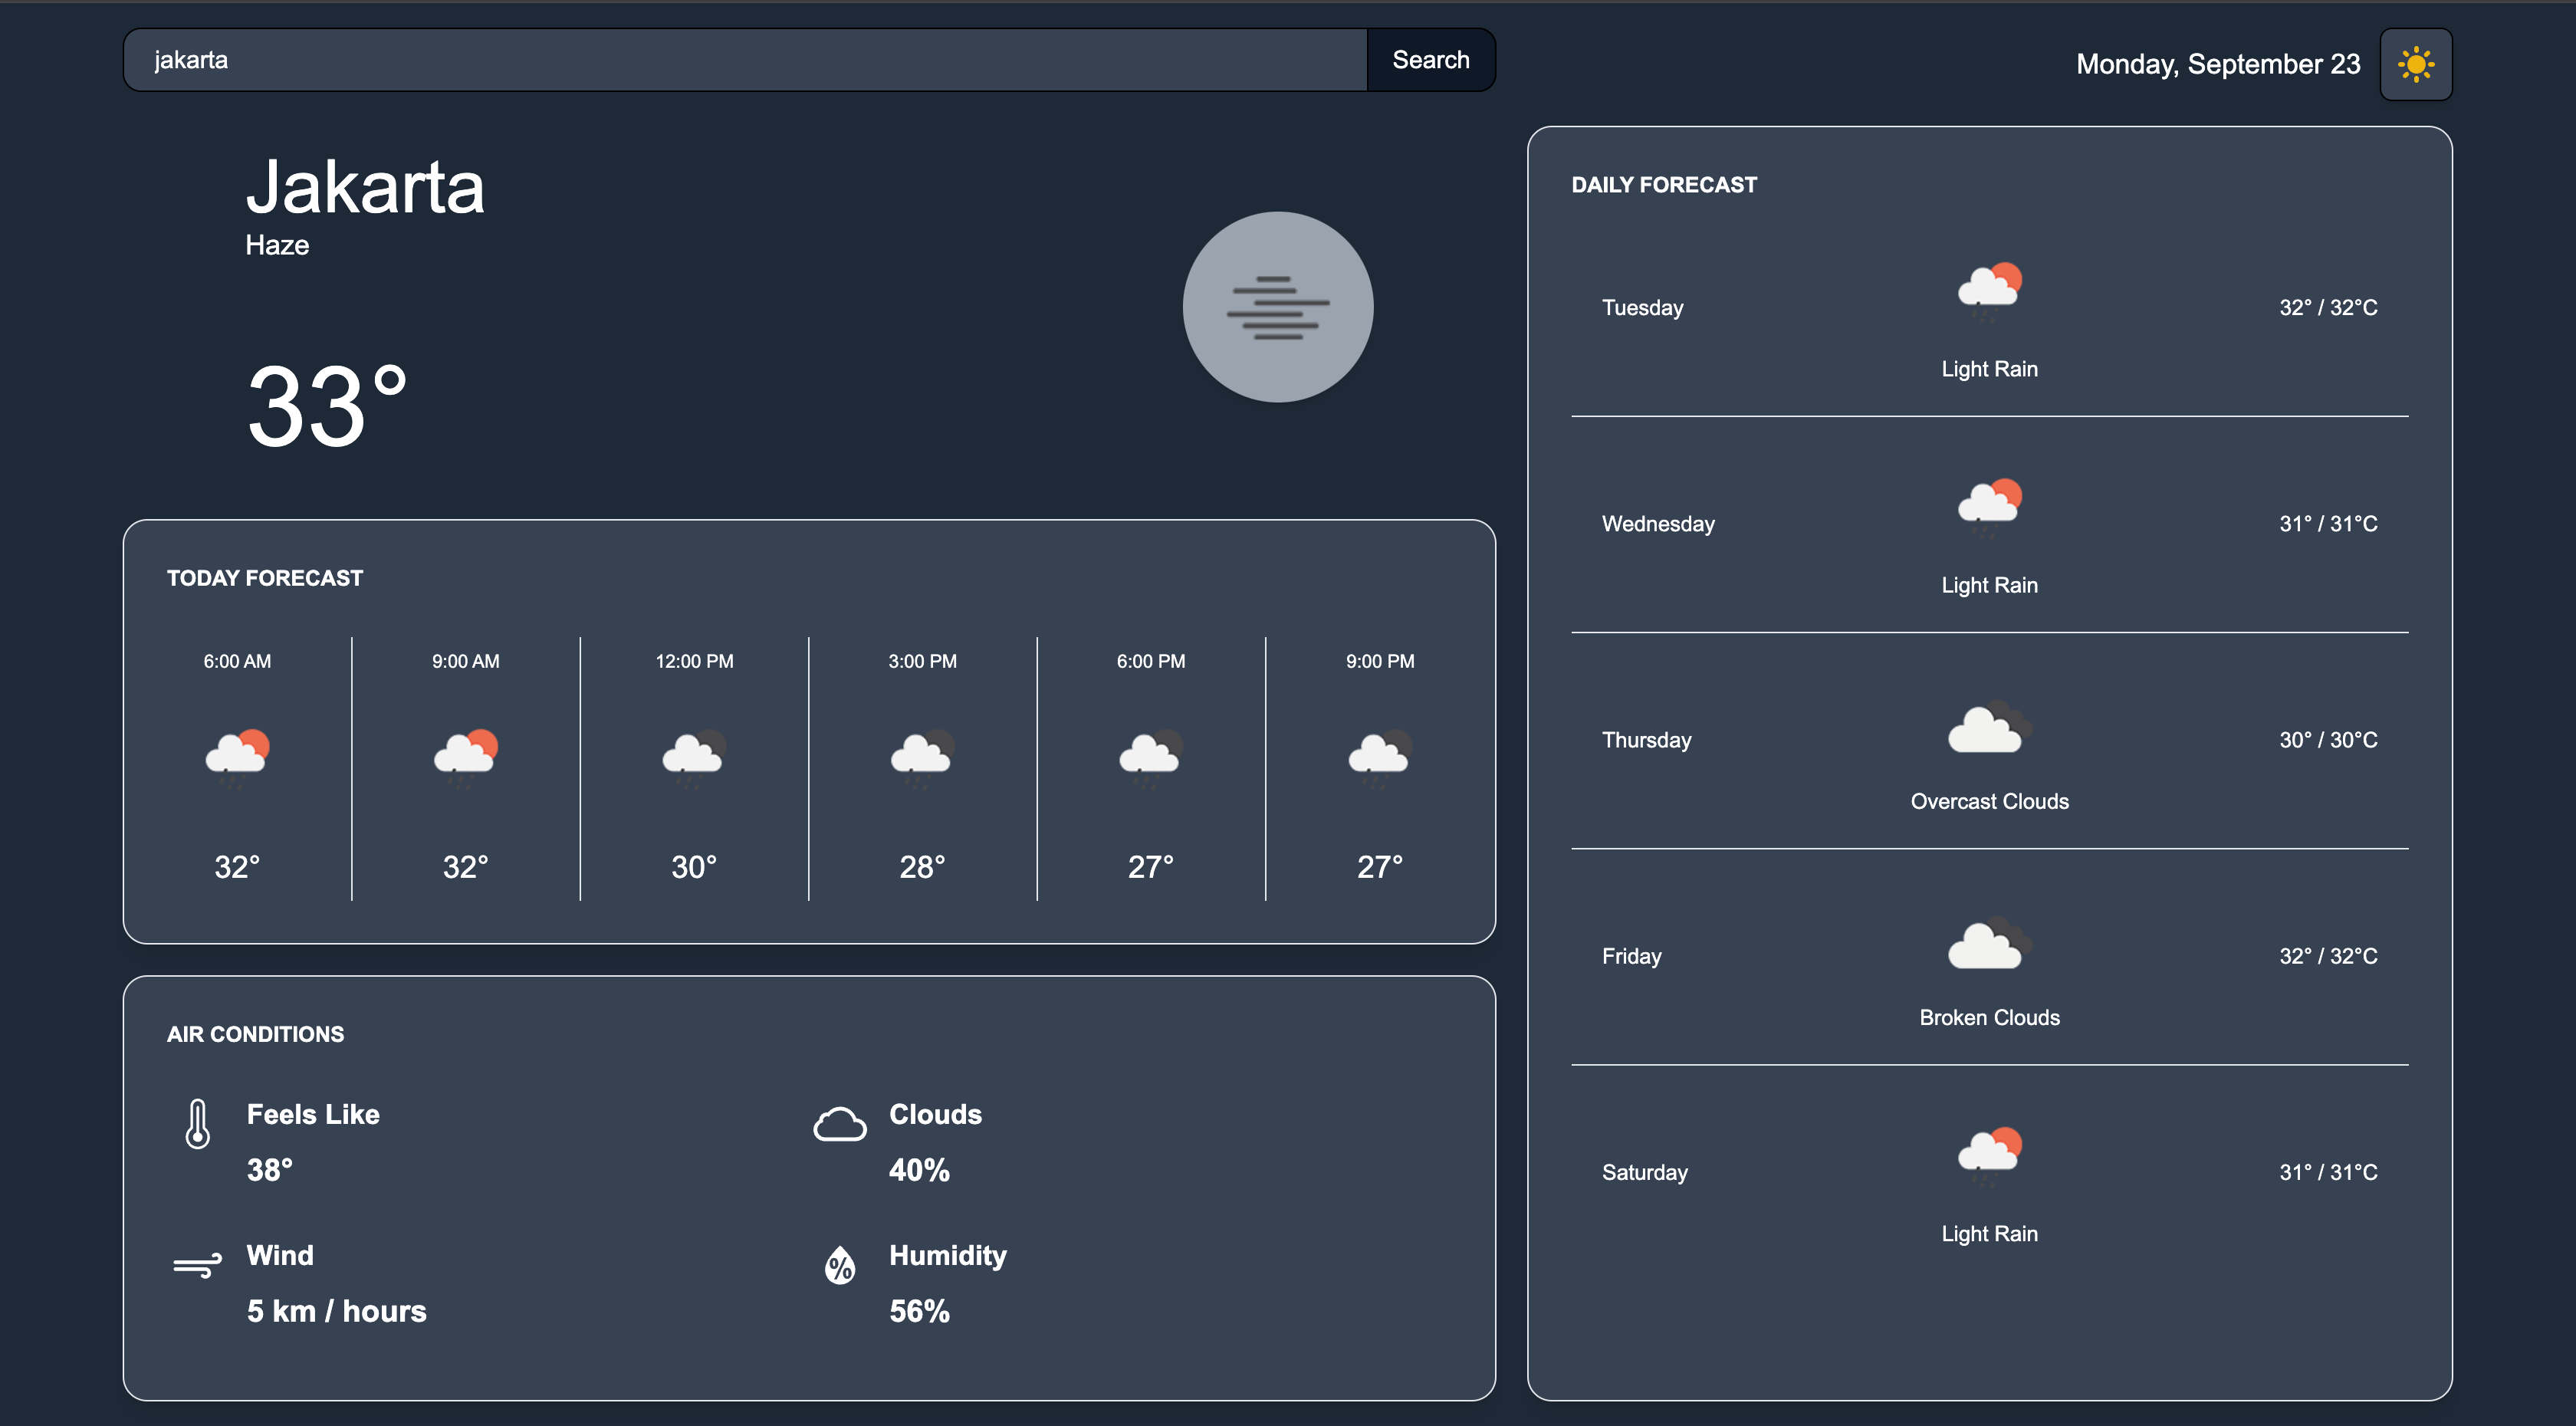 jakarta
Search
Monday, September 23
Jakarta
Haze
33°
TODAY FORECAST
6:00 AM
9:00 AM
12:00 PM
3:00 PM
6:00 PM
9:00 PM
32°
32°
30°
28°
27°
27°
AIR CONDITIONS
Feels Like
38°
Clouds
40%
Wind
5 km / hours
%
Humidity
56%
DAILY FORECAST
Tuesday
32° / 32°C
Light Rain
Wednesday
31° / 31°C
Light Rain
Thursday
30° / 30°C
Overcast Clouds
Friday
32° / 32°C
Broken Clouds
Saturday
31° / 31°C
Light Rain